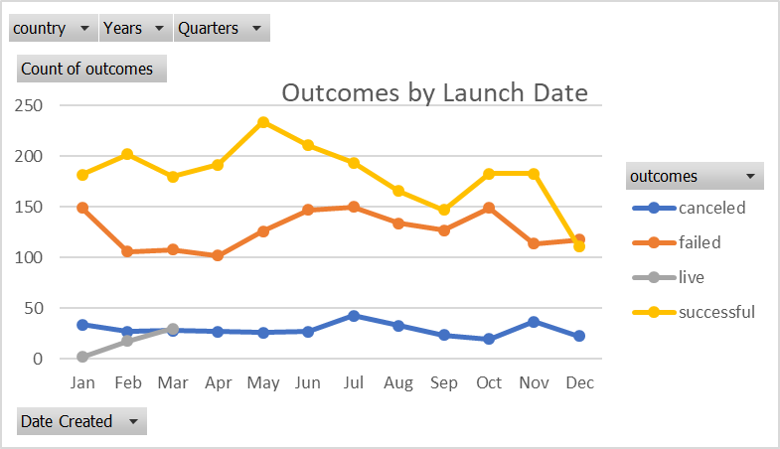 country Years Quarters
Count of outcomes
Outcomes by Launch Date
250
200
150
100
50
0
Jan Feb Mar Apr May Jun Jul Aug Sep Oct Nov Dec
outcomes
canceled
failed
live
successful
Date Created